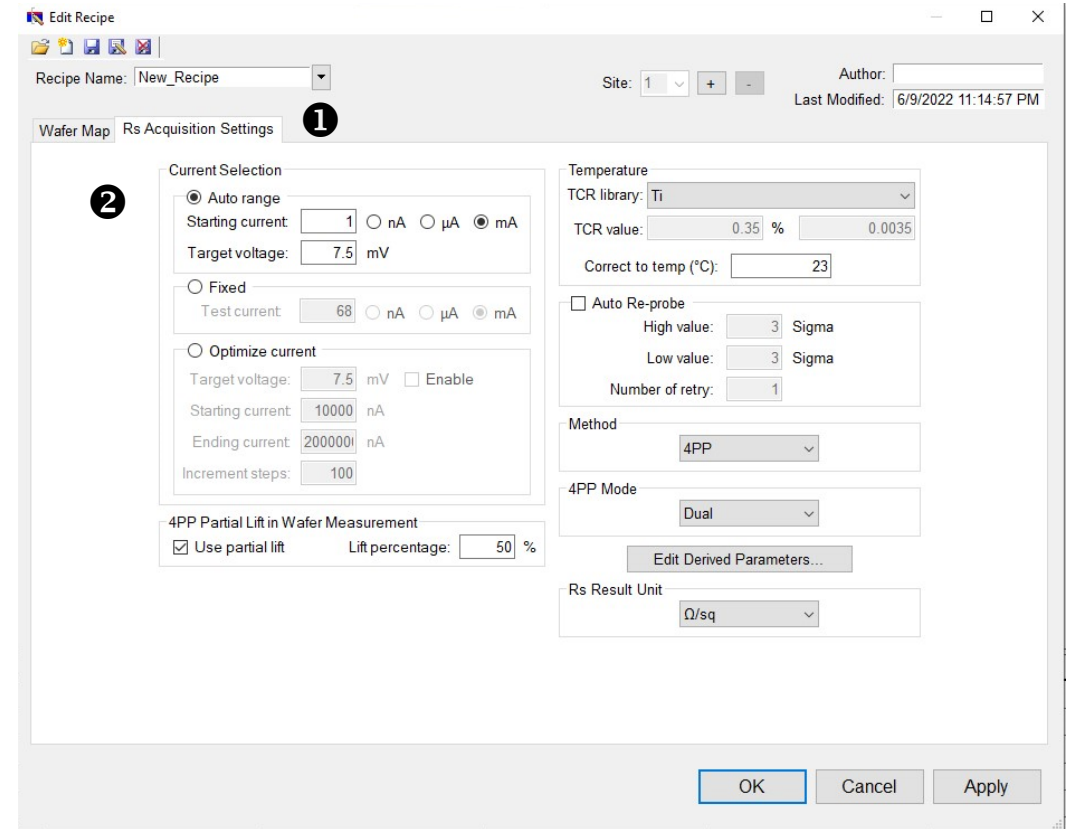 Edit Recipe
Recipe Name: New_Recipe
Site: 1 + -
Author:
Last Modified: 6/9/2022 11:14:57 PM
Wafer Map Rs Acquisition Settings ❶
❷
Current Selection
Auto range
Starting current: 1 nA µA mA
Target voltage: 7.5 mV
Fixed
Test current: 68 nA µA mA
Optimize current
Target voltage: 7.5 mV Enable
Starting current: 10000 nA
Ending current: 200000 nA
Increment steps: 100
4PP Partial Lift in Wafer Measurement
Use partial lift Lift percentage: 50 %
Temperature
TCR library: Ti
TCR value: 0.35 % 0.0035
Correct to temp (°C): 23
Auto Re-probe
High value: 3 Sigma
Low value: 3 Sigma
Number of retry: 1
Method
4PP
4PP Mode
Dual
Edit Derived Parameters...
Rs Result Unit
Ω/sq
OK Cancel Apply